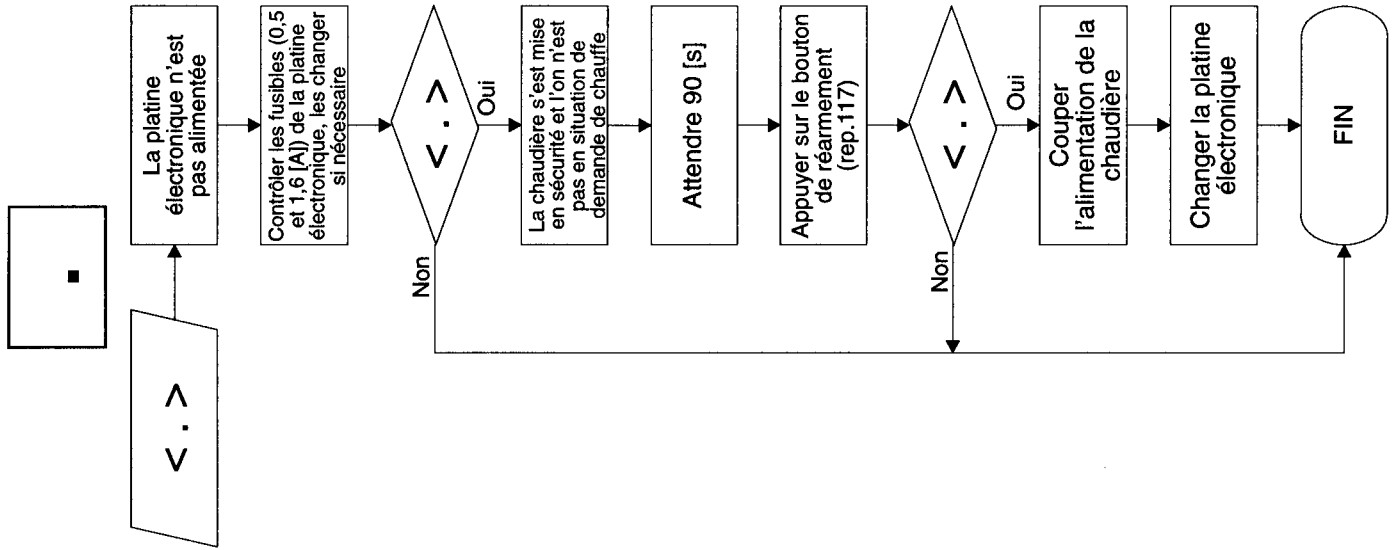 < . >
La platine
électronique n'est
pas alimentée
Contrôler les fusibles (0,5
et 1,6 [A]) de la platine
électronique, les changer
si nécessaire
< . >
Oui
Non
La chaudière s'est mise
en sécurité et l'on n'est
pas en situation de
demande de chauffe
Attendre 90 [s]
Appuyer sur le bouton
de réarmement
(rep.117)
< . >
Oui
Non
Couper
l'alimentation de la
chaudière
Changer la platine
électronique
FIN